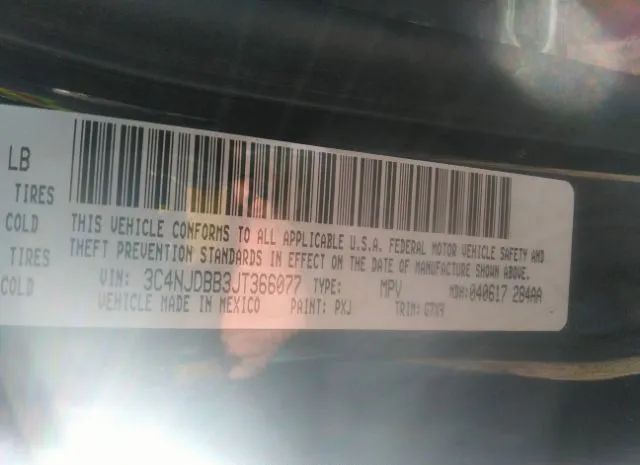 LB
TIRES
COLD
TIRES
COLD
THIS VEHICLE CONFORMS TO ALL APPLICABLE U.S.A. FEDERAL MOTOR VEHICLE SAFETY AND
THEFT PREVENTION STANDARDS IN EFFECT ON THE DATE OF MANUFACTURE SHOWN ABOVE.
VIN: 3C4NJDBB3JT366077 TYPE: MPV MDH: 040617 284AA
VEHICLE MADE IN MEXICO PAINT: PXJ TRIM: G7X9